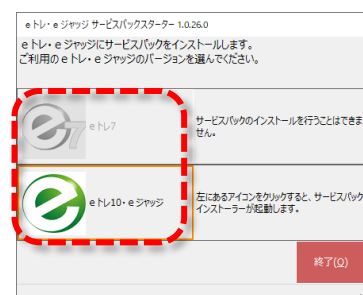 eトレ・eジャッジ サービスパックスターター 1.0.26.0
eトレ・eジャッジにサービスパックをインストールします。
ご利用のeトレ・eジャッジのバージョンを選んでください。
e7
eトレ7
サービスパックのインストールを行うことはできま
せん。
e
eトレ10・eジャッジ
左にあるアイコンをクリックすると、サービスパック
インストーラーが起動します。
終了(Q)